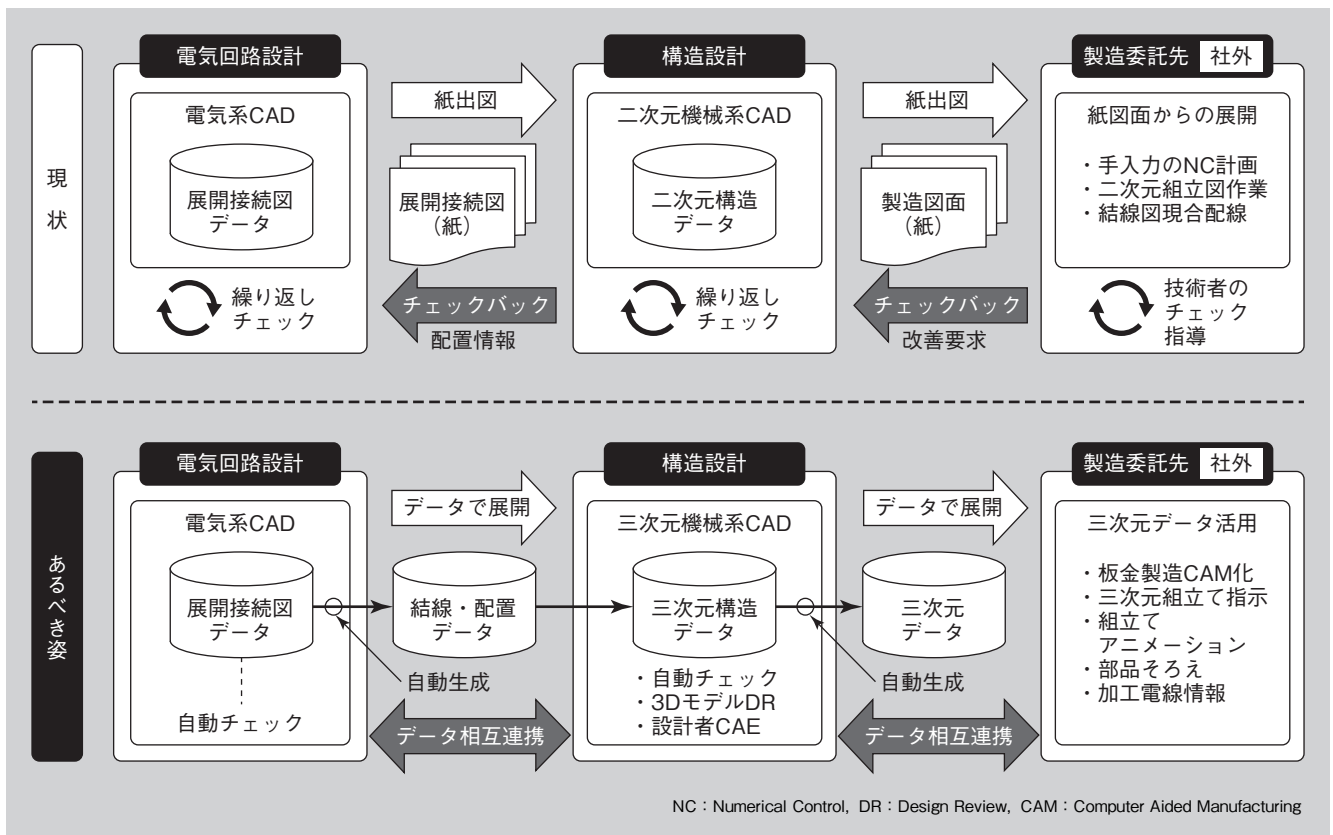 現状
電気回路設計
電気系CAD
展開接続図
データ
繰り返し
チェック
紙出図
展開接続図
(紙)
チェックバック
配置情報
構造設計
二次元機械系CAD
二次元構造
データ
繰り返し
チェック
紙出図
製造図面
(紙)
チェックバック
改善要求
製造委託先 社外
紙図面からの展開
・手入力のNC計画
・二次元組立図作業
・結線図現合配線
技術者の
チェック
指導
あるべき姿
電気回路設計
電気系CAD
展開接続図
データ
自動チェック
データで展開
結線・配置
データ
自動生成
データ相互連携
構造設計
三次元機械系CAD
三次元構造
データ
・自動チェック
・3DモデルDR
・設計者CAE
データで展開
三次元
データ
自動生成
データ相互連携
製造委託先 社外
三次元データ活用
・板金製造CAM化
・三次元組立て指示
・組立て
アニメーション
・部品そろえ
・加工電線情報
NC：Numerical Control, DR：Design Review, CAM：Computer Aided Manufacturing